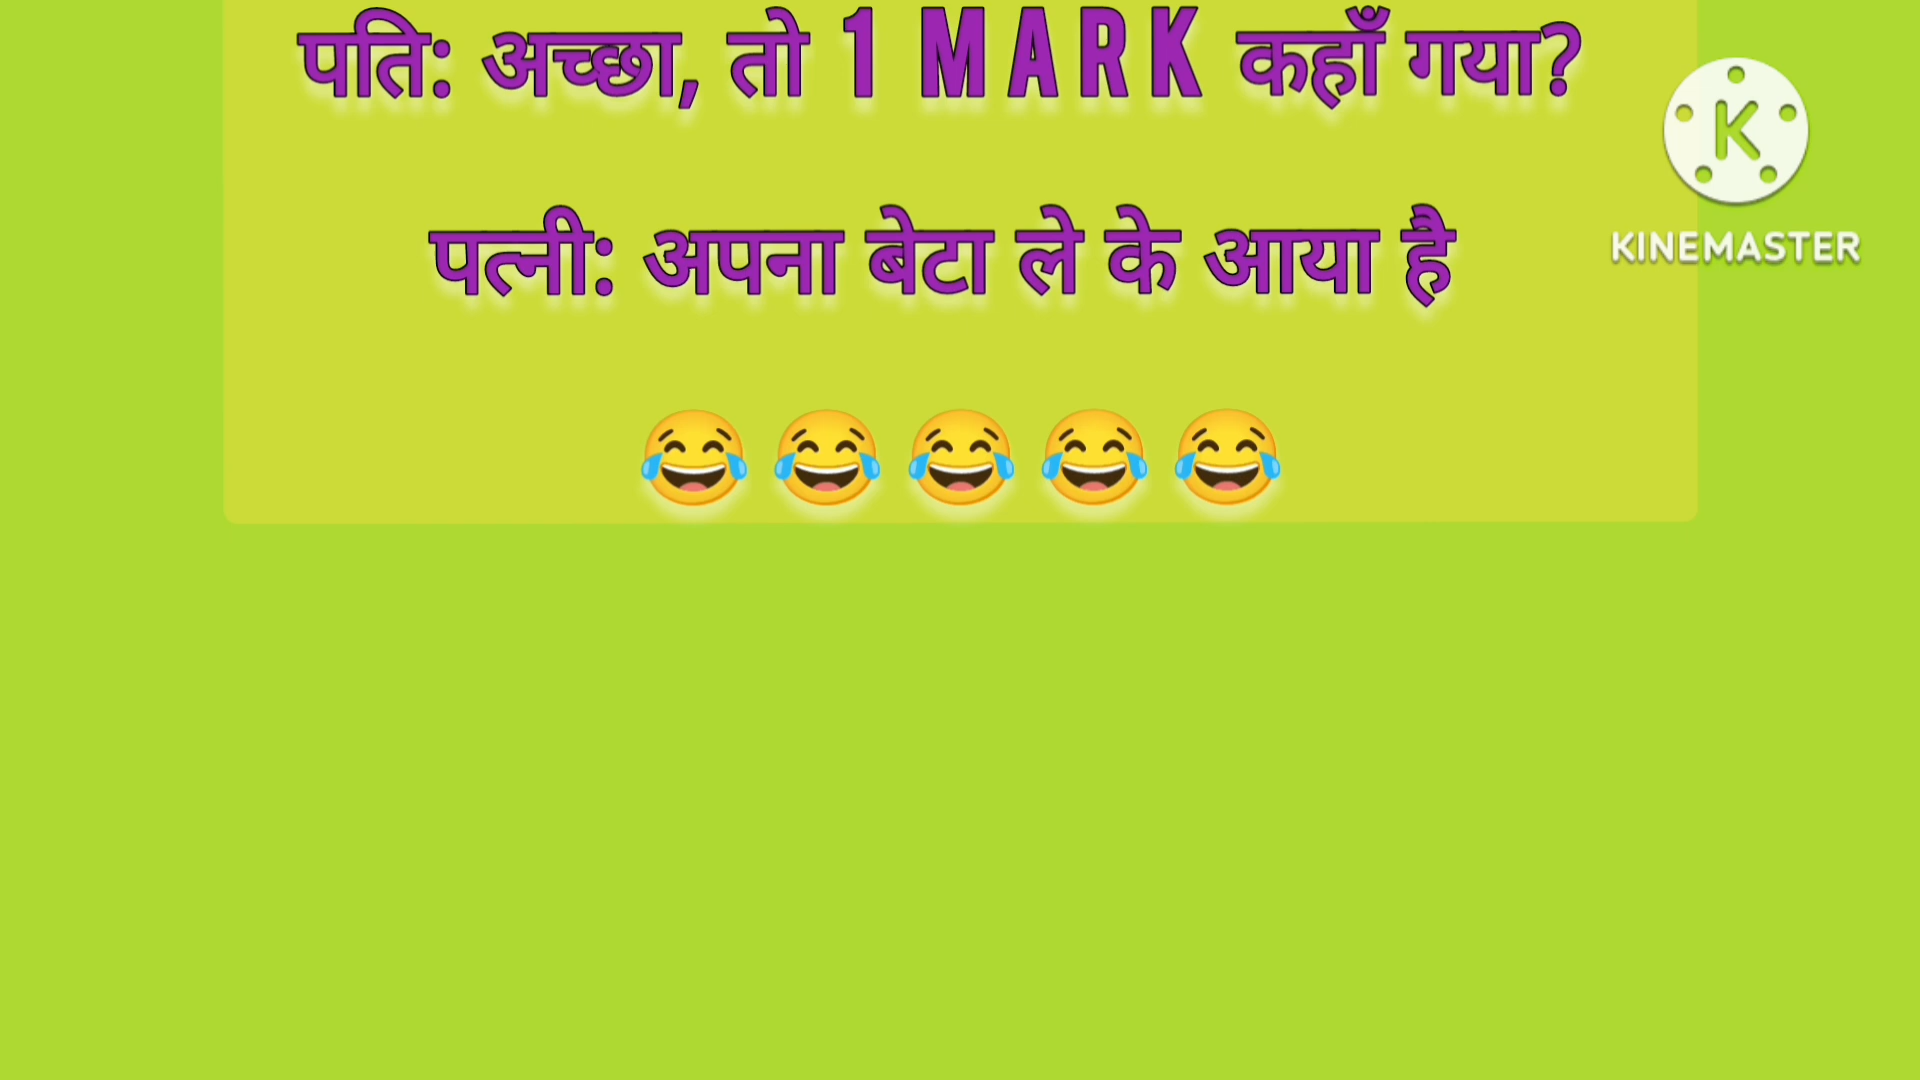 पति: अच्छा, तो 1 MARK कहाँ गया?
पत्नी: अपना बेटा ले के आया है
😂😂😂😂😂
K
KINEMASTER